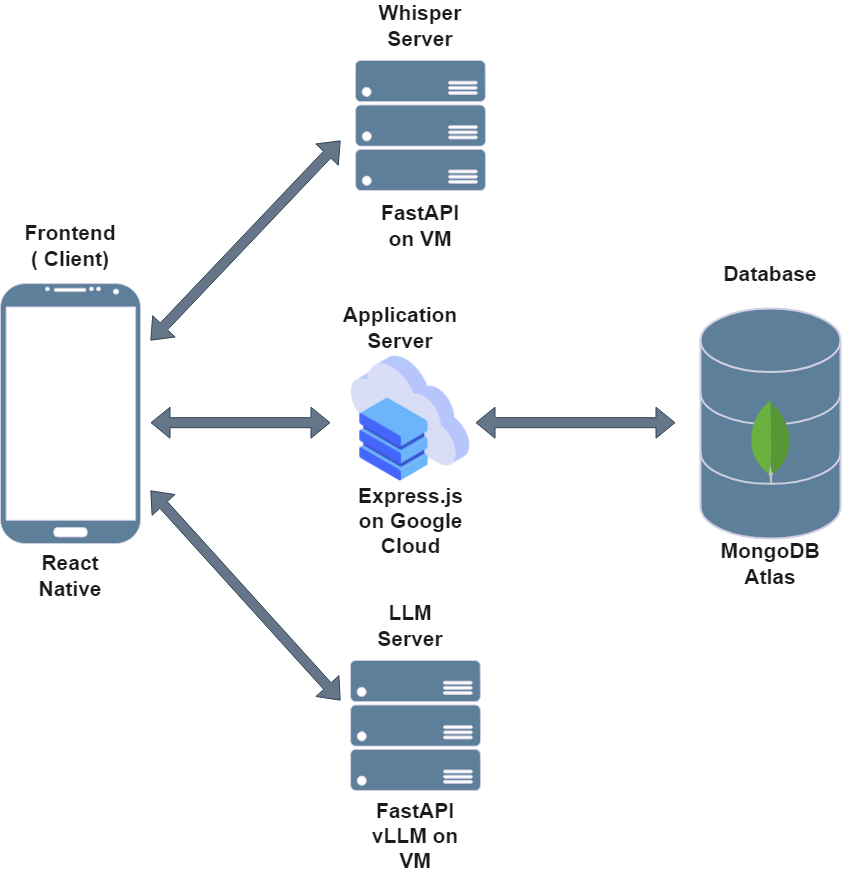 Whisper
Server
FastAPI
on VM
Frontend
( Client)
React
Native
Application
Server
Express.js
on Google
Cloud
Database
MongoDB
Atlas
LLM
Server
FastAPI
vLLM on
VM